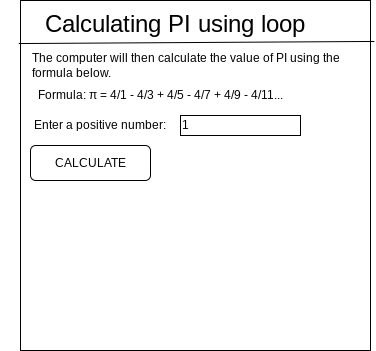 Calculating PI using loop
The computer will then calculate the value of PI using the
formula below.
Formula: π = 4/1 - 4/3 + 4/5 - 4/7 + 4/9 - 4/11...
Enter a positive number: 1
CALCULATE